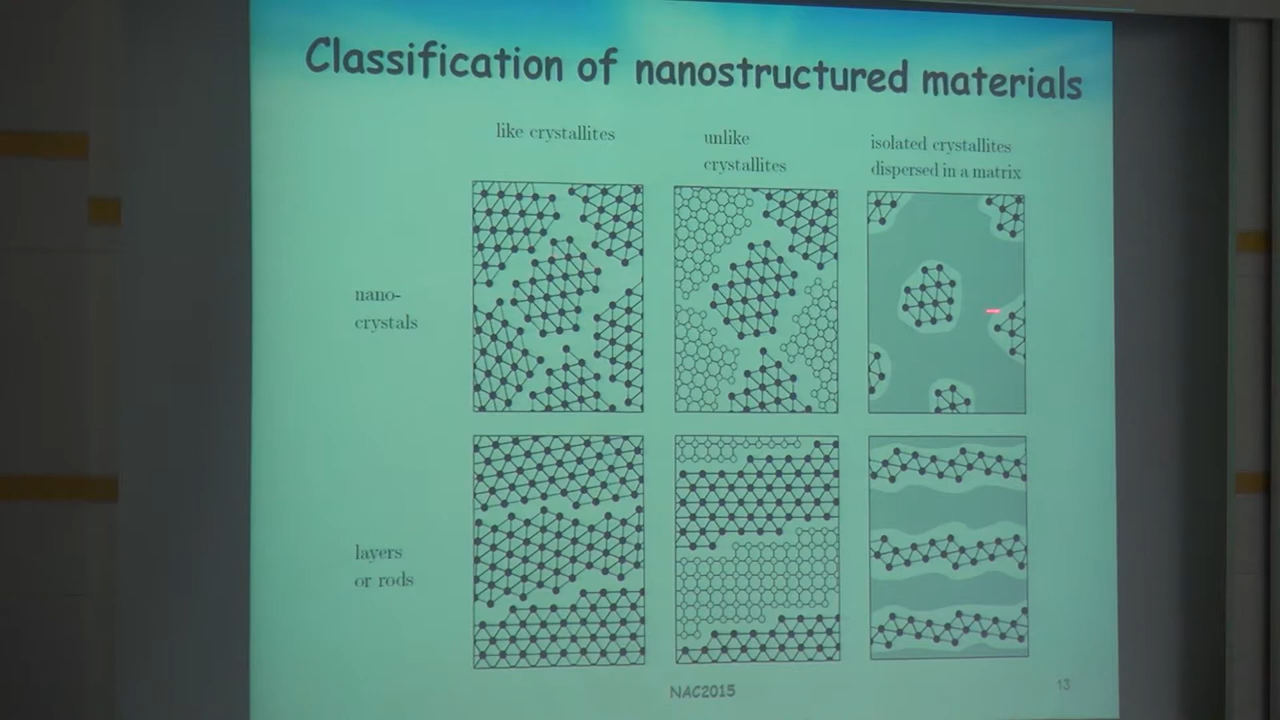 Classification of nanostructured materials
like crystallites
unlike
crystallites
isolated crystallites
dispersed in a matrix
nano-
crystals
layers
or rods
NAC2015
13